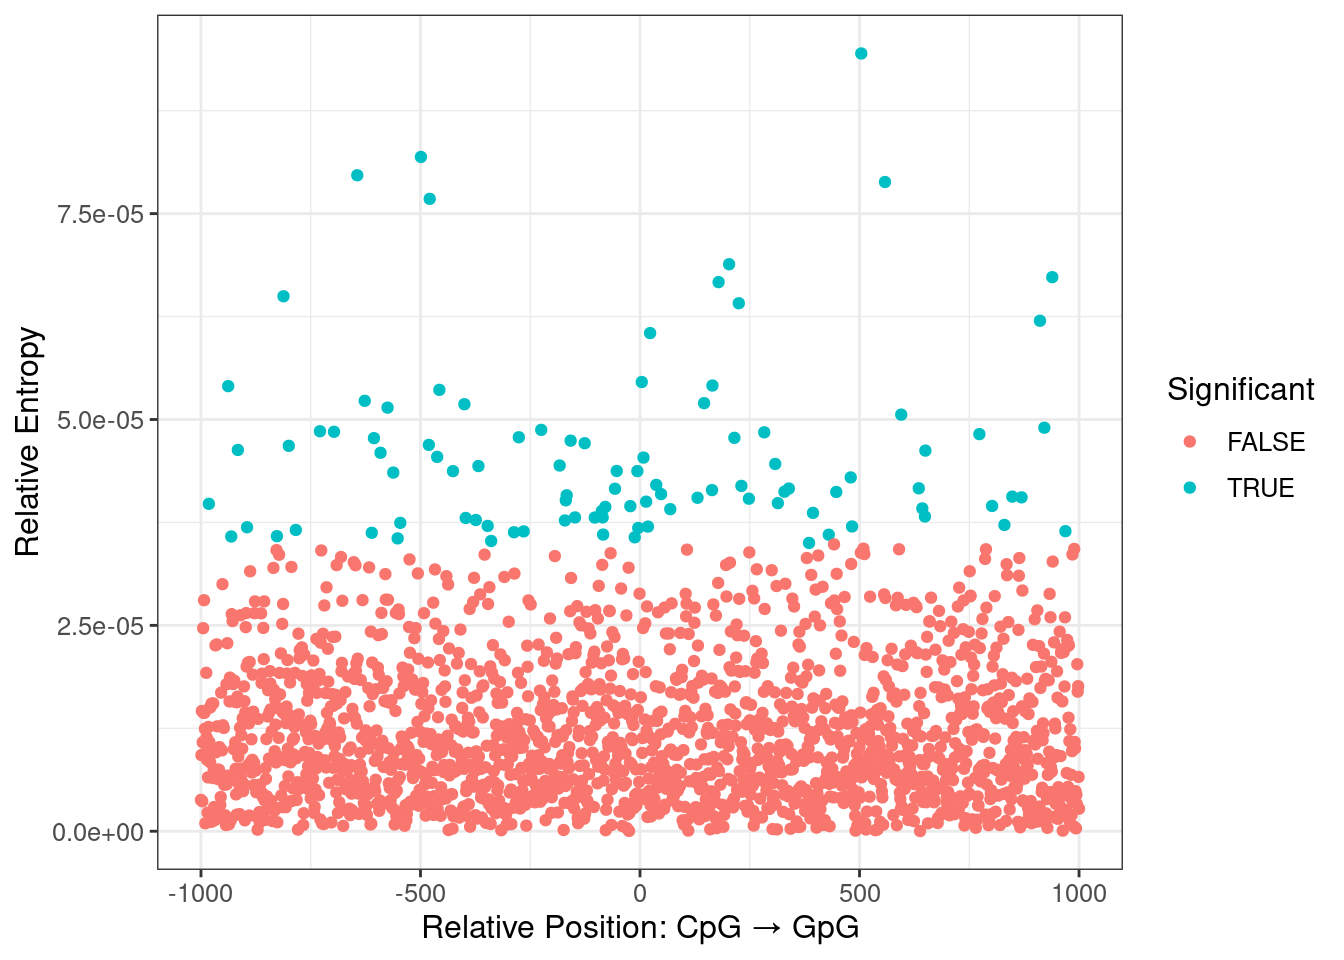 Relative Entropy
7.5e-05
5.0e-05
2.5e-05
0.0e+00
-1000 -500 0 500 1000
Relative Position: CpG → GpG
Significant
FALSE
TRUE